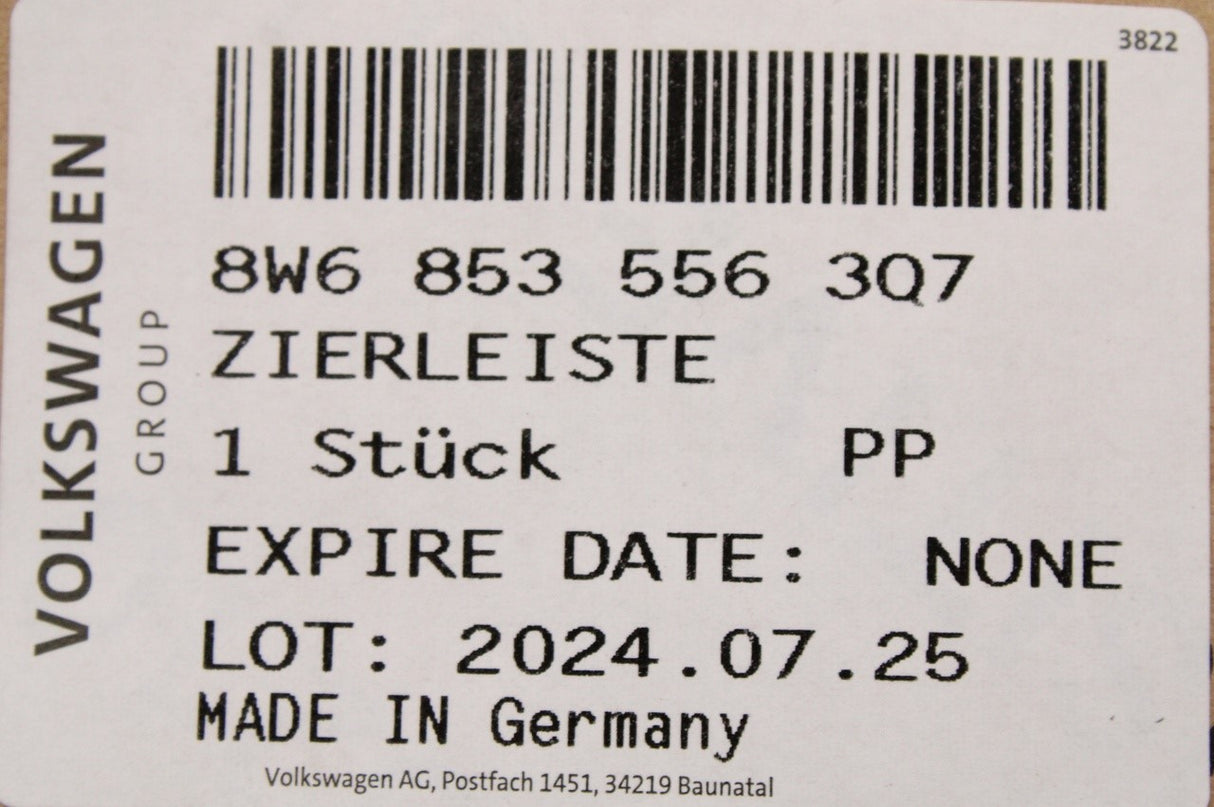 3822
VOLKSWAGEN
GROUP
8W6 853 556 3Q7
ZIERLEISTE
1 Stück PP
EXPIRE DATE: NONE
LOT: 2024.07.25
MADE IN Germany
Volkswagen AG, Postfach 1451, 34219 Baunatal